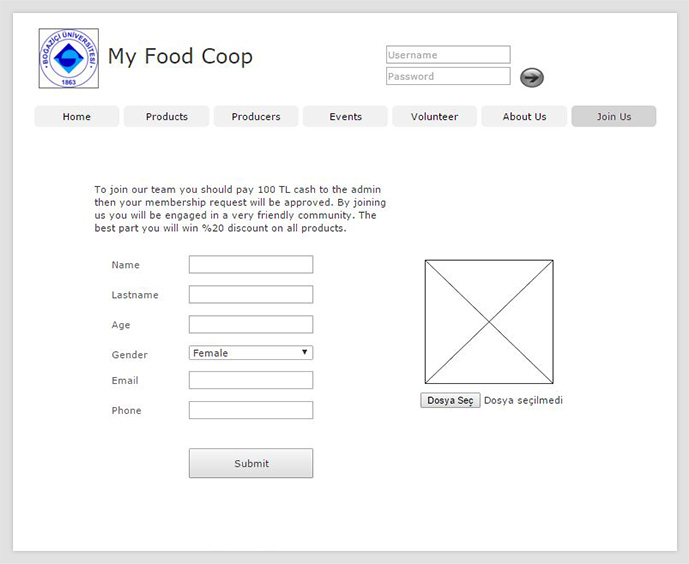 BOĞAZİÇİ ÜNİVERSİTESİ
1863
My Food Coop
Username
Password
Home Products Producers Events Volunteer About Us Join Us
To join our team you should pay 100 TL cash to the admin
then your membership request will be approved. By joining
us you will be engaged in a very friendly community. The
best part you will win %20 discount on all products.
Name
Lastname
Age
Gender Female
Email
Phone
Dosya Seç Dosya seçilmedi
Submit